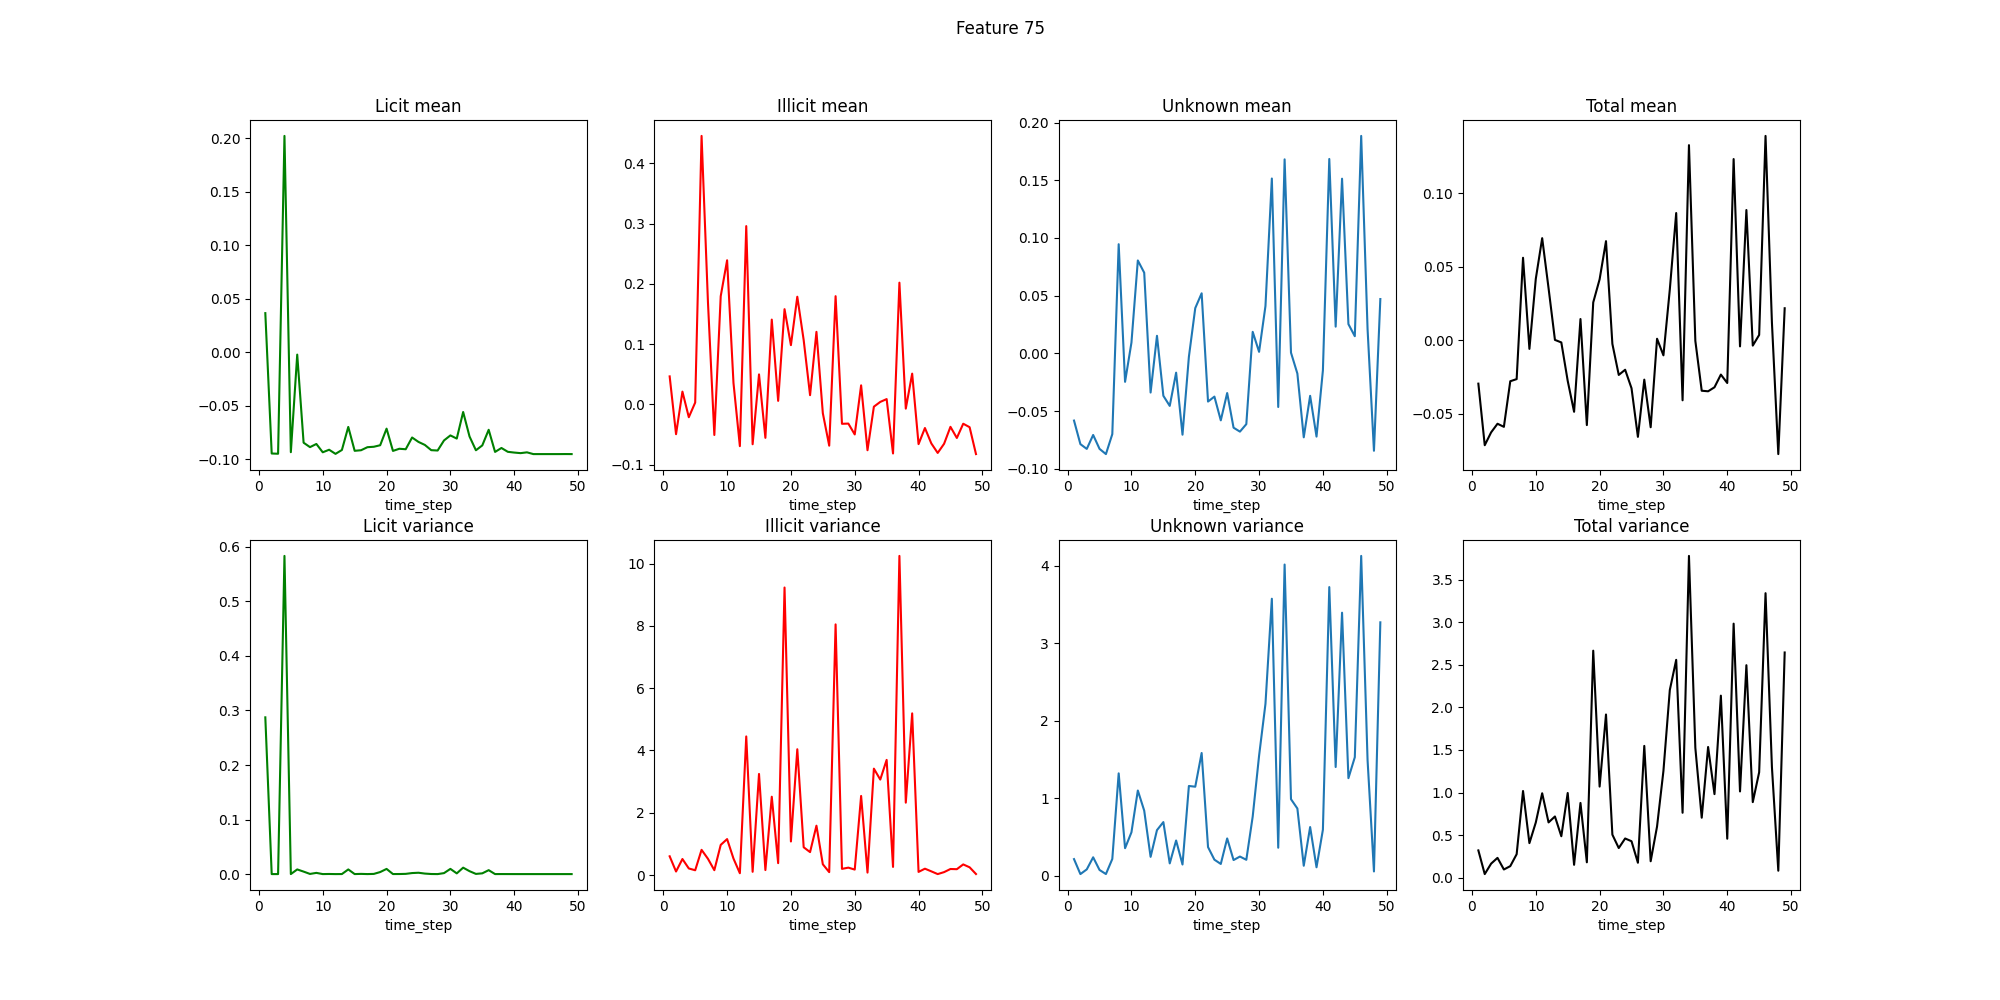 Feature 75
Licit mean
Illicit mean
Unknown mean
Total mean
0.20
0.15
0.10
0.05
0.00
−0.05
−0.10
0.4
0.3
0.2
0.1
0.0
−0.1
0.20
0.15
0.10
0.05
0.00
−0.05
−0.10
0.10
0.05
0.00
−0.05
0 10 20 30 40 50
0 10 20 30 40 50
0 10 20 30 40 50
0 10 20 30 40 50
time_step
time_step
time_step
time_step
Licit variance
Illicit variance
Unknown variance
Total variance
0.6
0.5
0.4
0.3
0.2
0.1
0.0
10
8
6
4
2
0
4
3
2
1
0
3.5
3.0
2.5
2.0
1.5
1.0
0.5
0.0
0 10 20 30 40 50
0 10 20 30 40 50
0 10 20 30 40 50
0 10 20 30 40 50
time_step
time_step
time_step
time_step